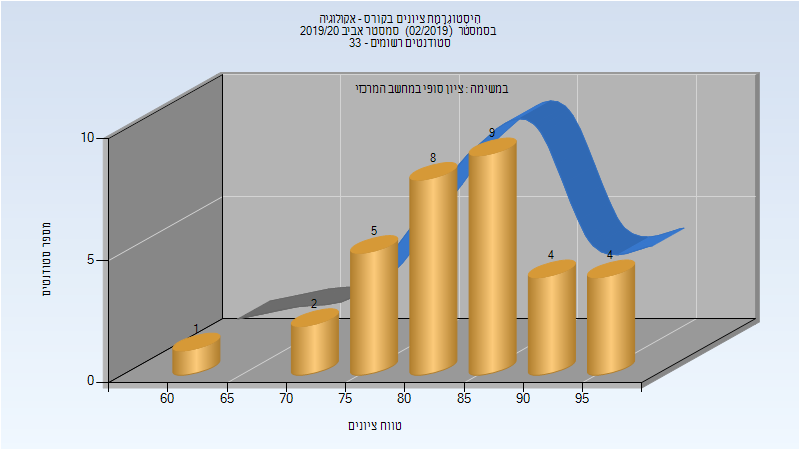 היסטוגרמת ציונים בקורס - אקולוגיה
בסמסטר (02/2019) סמסטר אביב 2019/20
סטודנטים רשומים - 33
במשימה : ציון סופי במחשב המרכזי
מספר סטודנטים
10
5
0
1
2
5
8
9
4
4
60 65 70 75 80 85 90 95
טווח ציונים